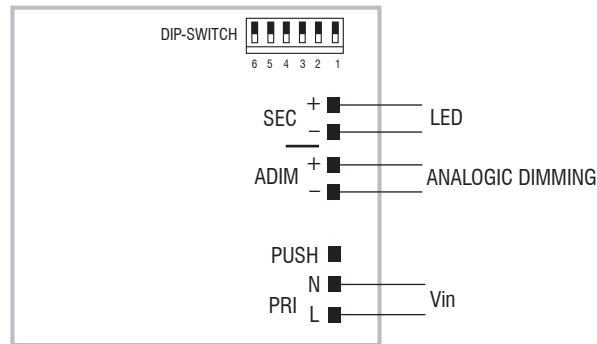 DIP-SWITCH
6 5 4 3 2 1
SEC + − LED
ADIM + − ANALOGIC DIMMING
PUSH
PRI N L Vin